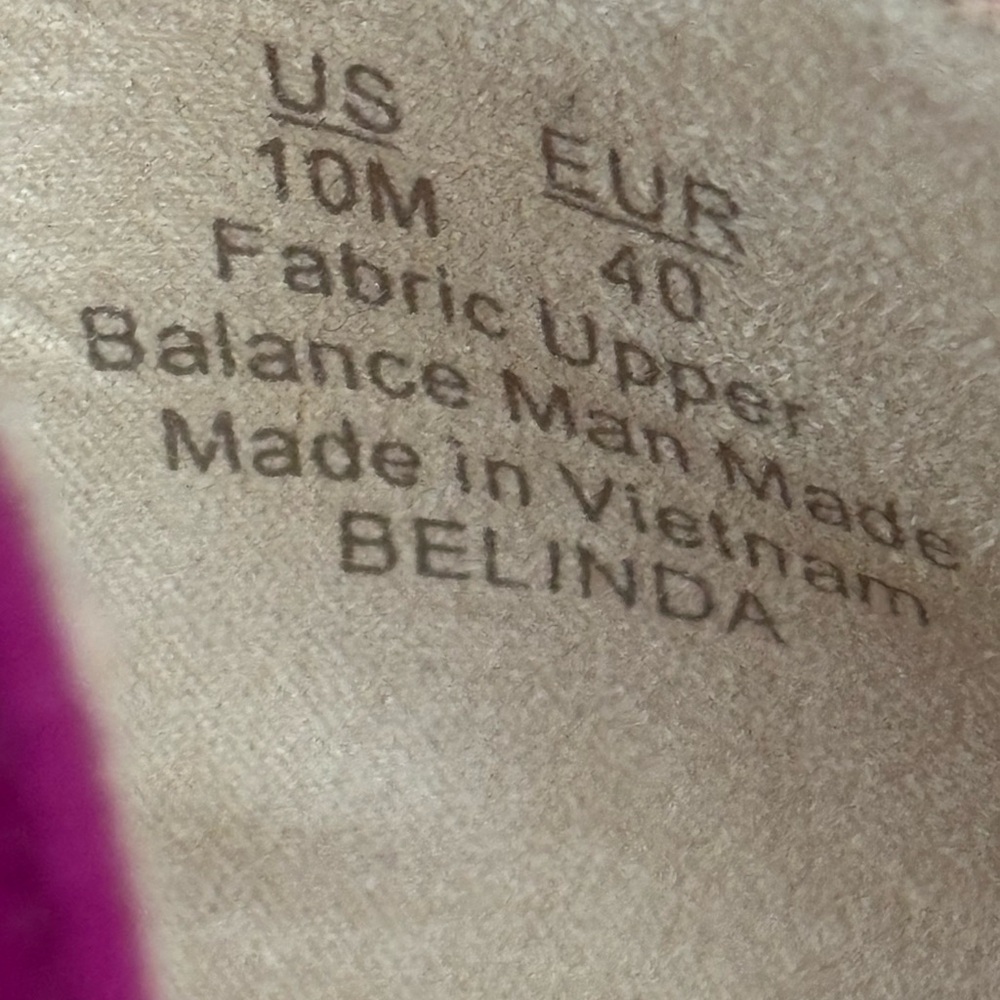 US EUR
10M 40
Fabric Upper
Balance Man Made
Made in Vietnam
BELINDA